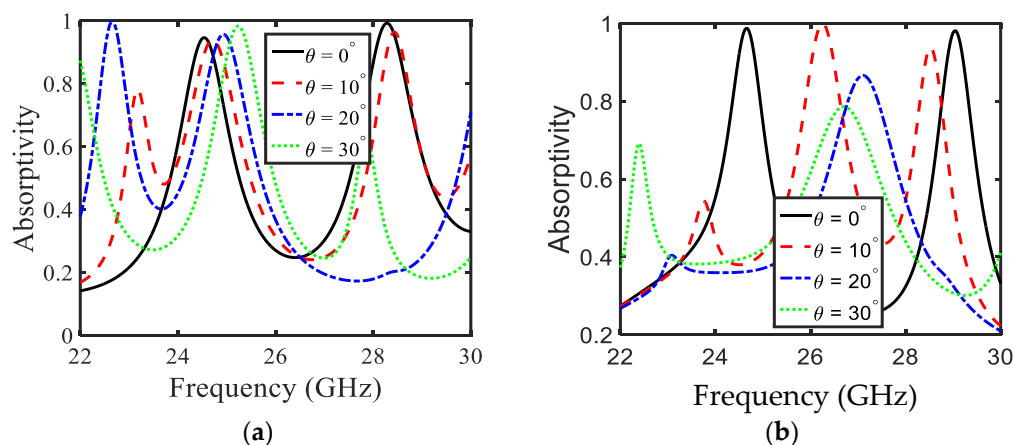 1
0.8
0.6
0.4
0.2
0
Absorptivity
θ = 0°
θ = 10°
θ = 20°
θ = 30°
22 24 26 28 30
Frequency (GHz)
(a)
1
0.8
0.6
0.4
0.2
Absorptivity
θ = 0°
θ = 10°
θ = 20°
θ = 30°
22 24 26 28 30
Frequency (GHz)
(b)